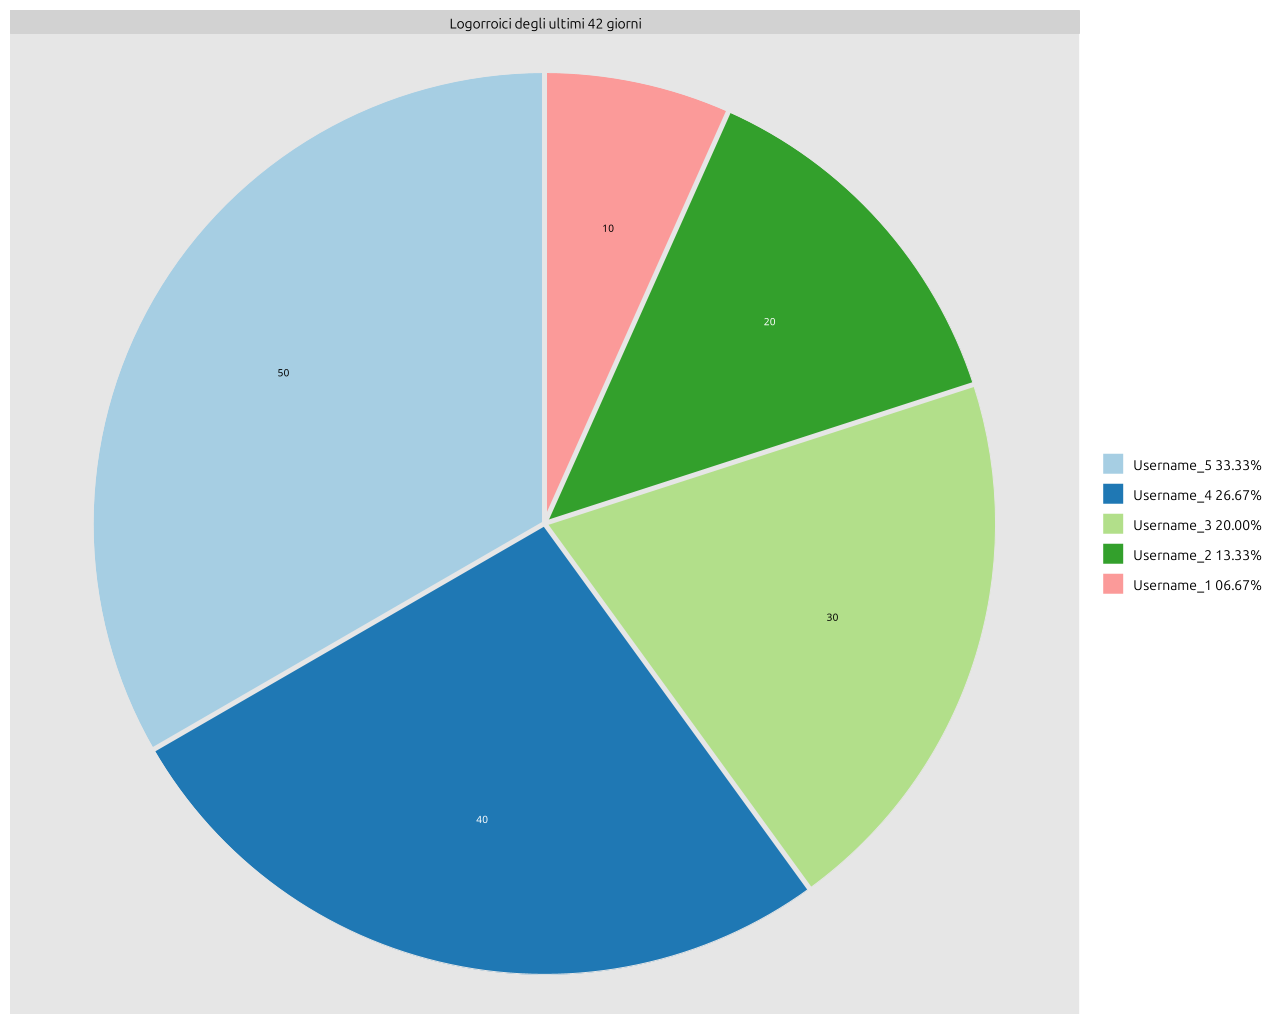 Logorroici degli ultimi 42 giorni
10
20
50
30
40
Username_5 33.33%
Username_4 26.67%
Username_3 20.00%
Username_2 13.33%
Username_1 06.67%